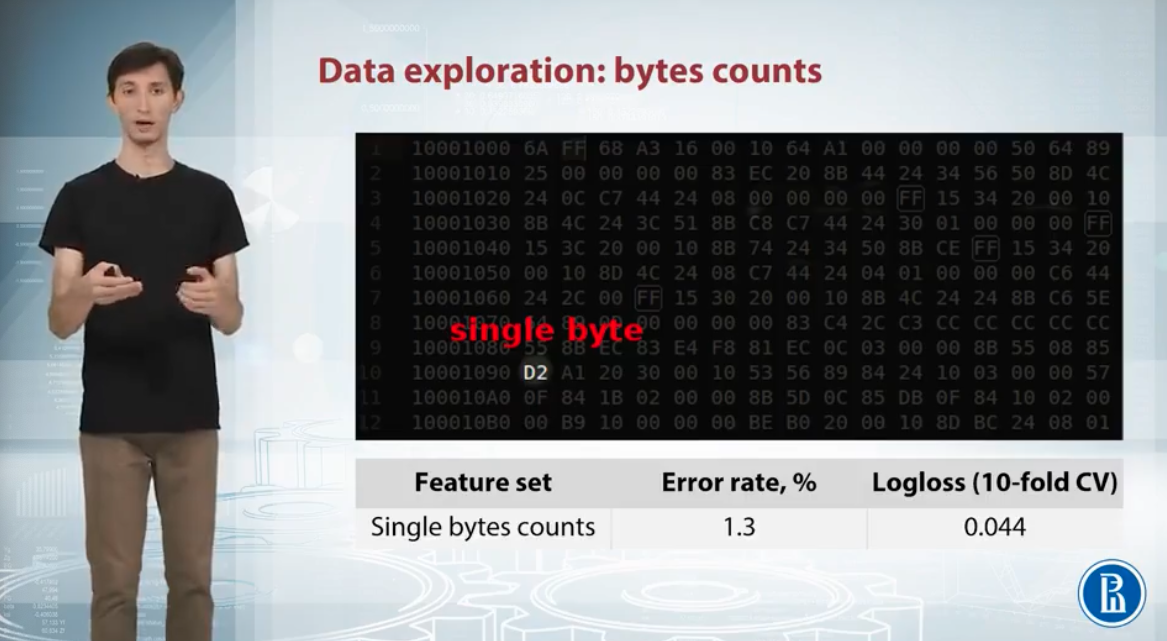 Data exploration: bytes counts
1 10001000 6A FF 68 A3 16 00 10 64 A1 00 00 00 00 50 64 89
2 10001010 25 00 00 00 00 83 EC 20 8B 44 24 34 56 50 8D 4C
3 10001020 24 0C C7 44 24 08 00 00 00 00 FF 15 34 20 00 10
4 10001030 8B 4C 24 3C 51 8B C8 C7 44 24 30 01 00 00 00 FF
5 10001040 15 3C 20 00 10 8B 74 24 34 50 8B CE FF 15 34 20
6 10001050 00 10 8D 4C 24 08 C7 44 24 04 01 00 00 00 C6 44
7 10001060 24 2C 00 FF 15 30 20 00 10 8B 4C 24 24 8B C6 5E
8 00 00 00 00 83 C4 2C C3 CC CC CC CC CC CC
single byte
9 8B EC 83 E4 F8 81 EC 0C 03 00 00 8B 55 08 85
10 10001090 D2 A1 20 30 00 10 53 56 89 84 24 10 03 00 00 57
11 100010A0 0F 84 1B 02 00 00 8B 5D 0C 85 DB 0F 84 10 02 00
12 100010B0 00 B9 10 00 00 00 BE B0 20 00 10 8D BC 24 08 01
Feature set Error rate, % Logloss (10-fold CV)
Single bytes counts 1.3 0.044